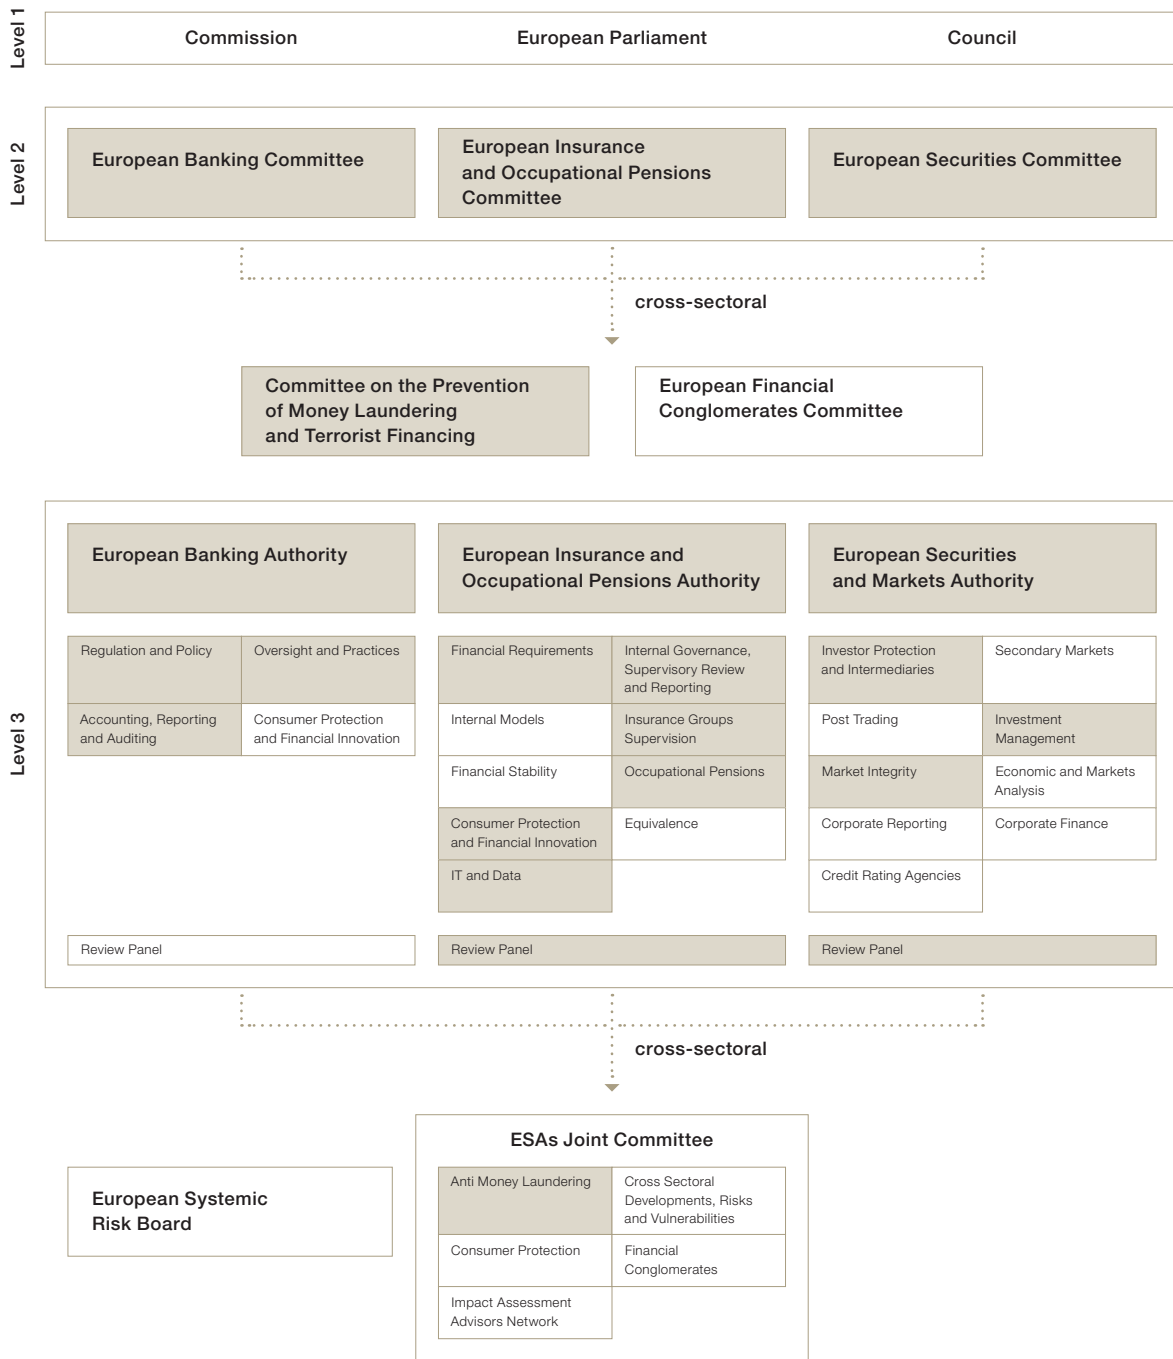 Level 1
Commission
European Parliament
Council
Level 2
European Banking Committee
European Insurance
and Occupational Pensions
Committee
European Securities Committee
cross-sectoral
Committee on the Prevention
of Money Laundering
and Terrorist Financing
European Financial
Conglomerates Committee
Level 3
European Banking Authority
European Insurance and
Occupational Pensions Authority
European Securities
and Markets Authority
Regulation and Policy
Oversight and Practices
Accounting, Reporting
and Auditing
Consumer Protection
and Financial Innovation
Financial Requirements
Internal Governance,
Supervisory Review
and Reporting
Internal Models
Insurance Groups
Supervision
Financial Stability
Occupational Pensions
Consumer Protection
and Financial Innovation
Equivalence
IT and Data
Investor Protection
and Intermediaries
Secondary Markets
Post Trading
Investment
Management
Market Integrity
Economic and Markets
Analysis
Corporate Reporting
Corporate Finance
Credit Rating Agencies
Review Panel
Review Panel
Review Panel
cross-sectoral
European Systemic
Risk Board
ESAs Joint Committee
Anti Money Laundering
Cross Sectoral
Developments, Risks
and Vulnerabilities
Consumer Protection
Financial
Conglomerates
Impact Assessment
Advisors Network